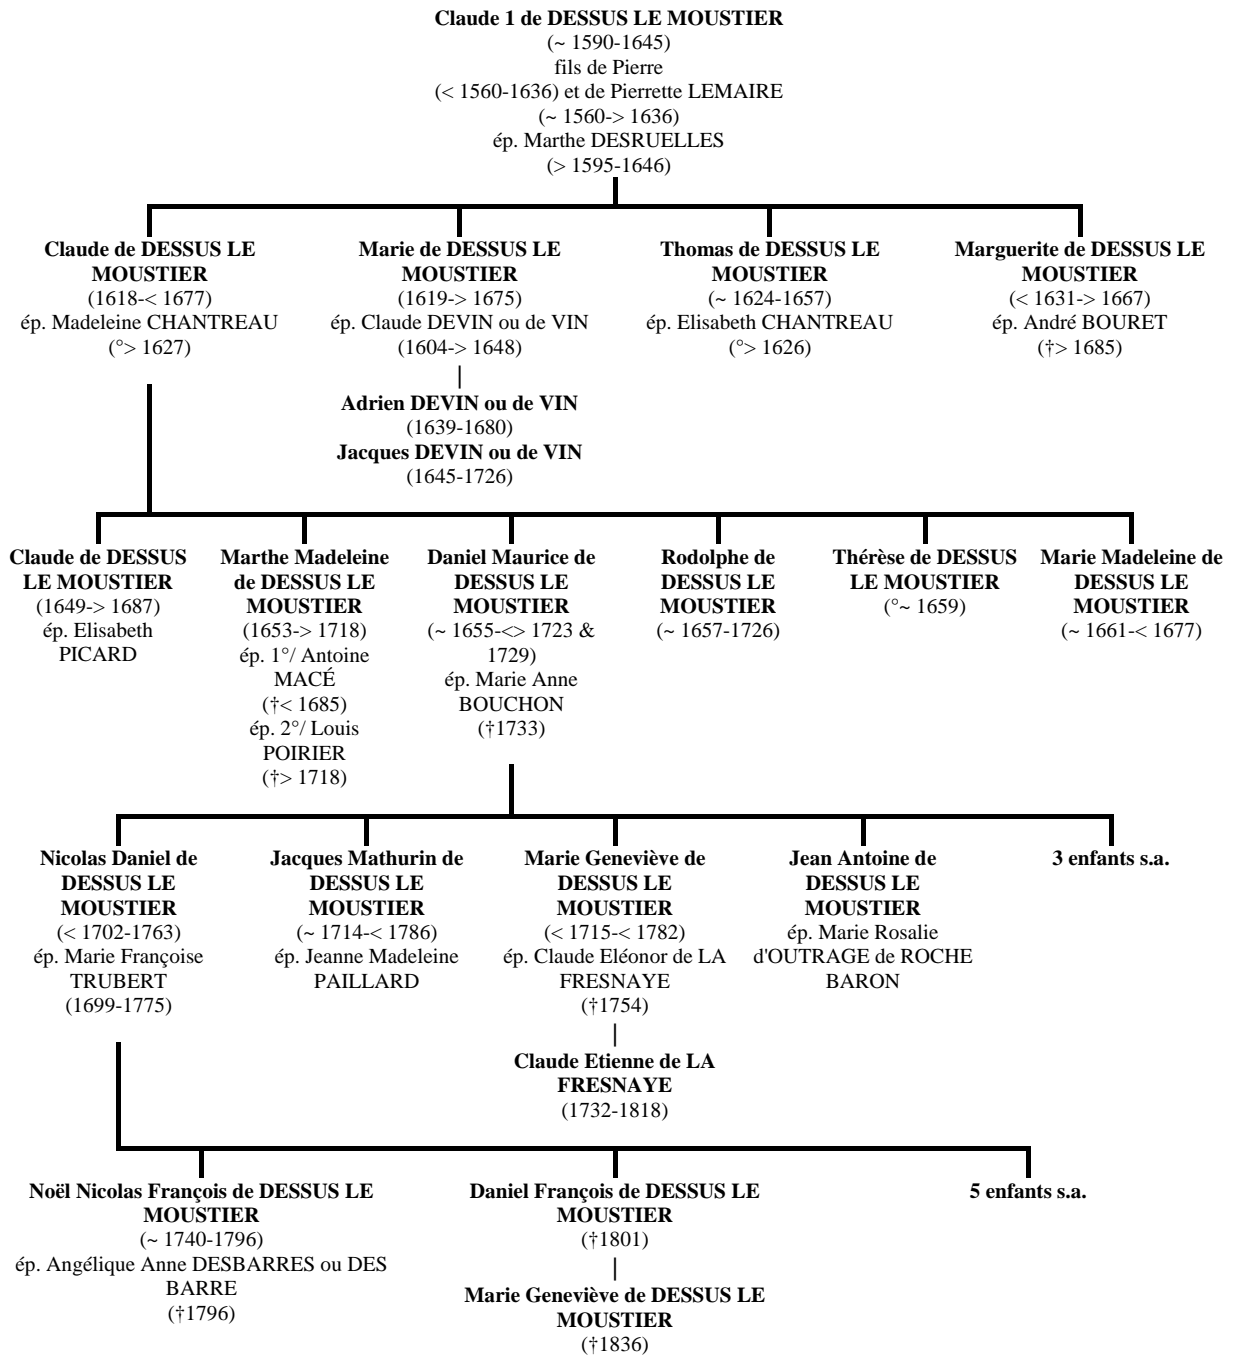 Claude 1 de DESSUS LE MOUSTIER
(~ 1590-1645)
fils de Pierre
(< 1560-1636) et de Pierrette LEMAIRE
(~ 1560-> 1636)
ép. Marthe DESRUELLES
(> 1595-1646)
Claude de DESSUS LE
MOUSTIER
(1618-< 1677)
ép. Madeleine CHANTREAU
(°> 1627)
Marie de DESSUS LE
MOUSTIER
(1619-> 1675)
ép. Claude DEVIN ou de VIN
(1604-> 1648)
|
Adrien DEVIN ou de VIN
(1639-1680)
Jacques DEVIN ou de VIN
(1645-1726)
Thomas de DESSUS LE
MOUSTIER
(~ 1624-1657)
ép. Elisabeth CHANTREAU
(°> 1626)
Marguerite de DESSUS LE
MOUSTIER
(< 1631-> 1667)
ép. André BOURET
(†> 1685)
Claude de DESSUS
LE MOUSTIER
(1649-> 1687)
ép. Elisabeth
PICARD
Marthe Madeleine
de DESSUS LE
MOUSTIER
(1653-> 1718)
ép. 1°/ Antoine
MACÉ
(†< 1685)
ép. 2°/ Louis
POIRIER
(†> 1718)
Daniel Maurice de
DESSUS LE
MOUSTIER
(~ 1655-<> 1723 &
1729)
ép. Marie Anne
BOUCHON
(†1733)
Rodolphe de
DESSUS LE
MOUSTIER
(~ 1657-1726)
Thérèse de DESSUS
LE MOUSTIER
(°~ 1659)
Marie Madeleine de
DESSUS LE
MOUSTIER
(~ 1661-< 1677)
Nicolas Daniel de
DESSUS LE
MOUSTIER
(< 1702-1763)
ép. Marie Françoise
TRUBERT
(1699-1775)
Jacques Mathurin de
DESSUS LE
MOUSTIER
(~ 1714-< 1786)
ép. Jeanne Madeleine
PAILLARD
Marie Geneviève de
DESSUS LE
MOUSTIER
(< 1715-< 1782)
ép. Claude Eléonor de LA
FRESNAYE
(†1754)
|
Claude Etienne de LA
FRESNAYE
(1732-1818)
Jean Antoine de
DESSUS LE
MOUSTIER
ép. Marie Rosalie
d'OUTRAGE de ROCHE
BARON
3 enfants s.a.
Noël Nicolas François de DESSUS LE
MOUSTIER
(~ 1740-1796)
ép. Angélique Anne DESBARRES ou DES
BARRE
(†1796)
Daniel François de DESSUS LE
MOUSTIER
(†1801)
|
Marie Geneviève de DESSUS LE
MOUSTIER
(†1836)
5 enfants s.a.